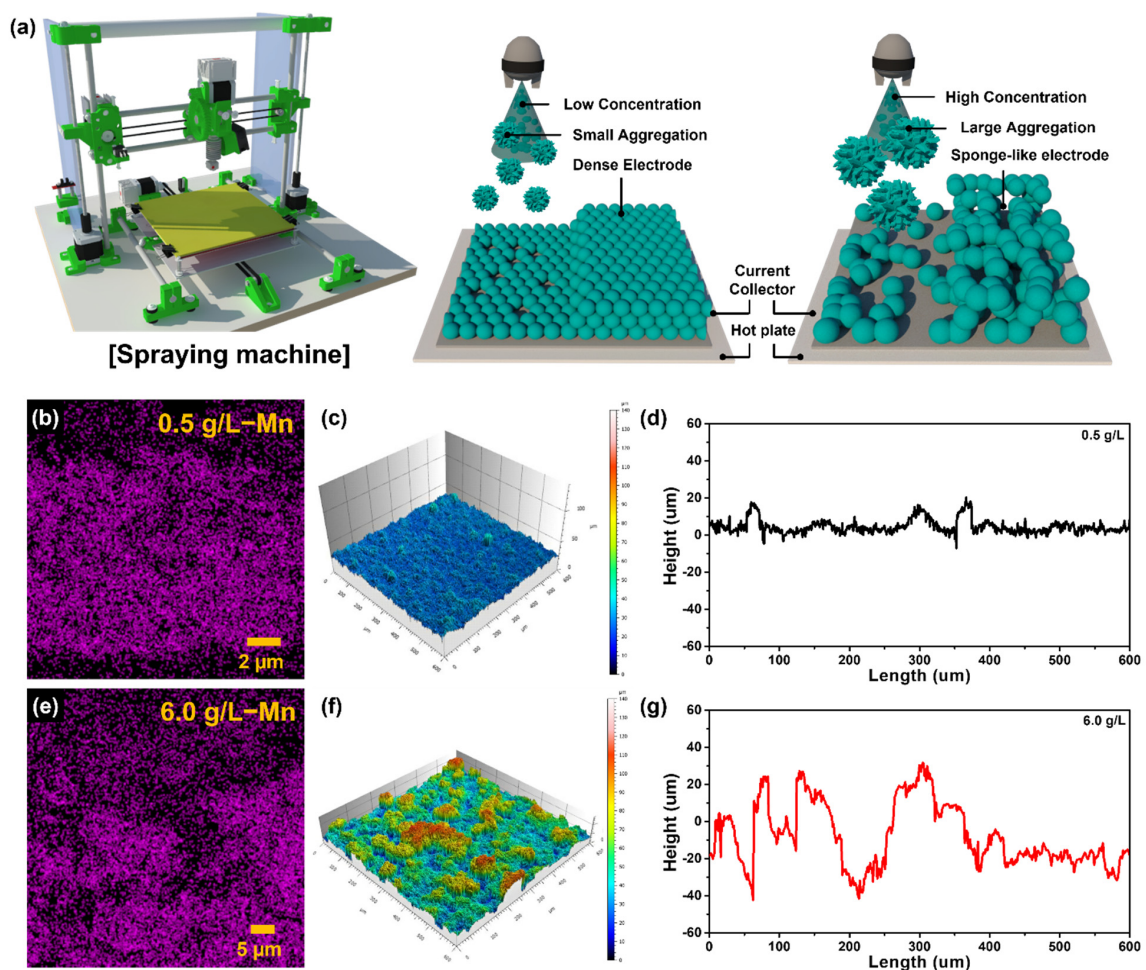 (a)
[Spraying machine]
Low Concentration
Small Aggregation
Dense Electrode
High Concentration
Large Aggregation
Sponge-like electrode
Current
Collector
Hot plate
(b)
0.5 g/L−Mn
2 μm
(c)
(d)
0.5 g/L
Height (um)
60
40
20
0
-20
-40
-60
0 100 200 300 400 500 600
Length (um)
(e)
6.0 g/L−Mn
5 μm
(f)
(g)
6.0 g/L
Height (um)
60
40
20
0
-20
-40
-60
0 100 200 300 400 500 600
Length (um)